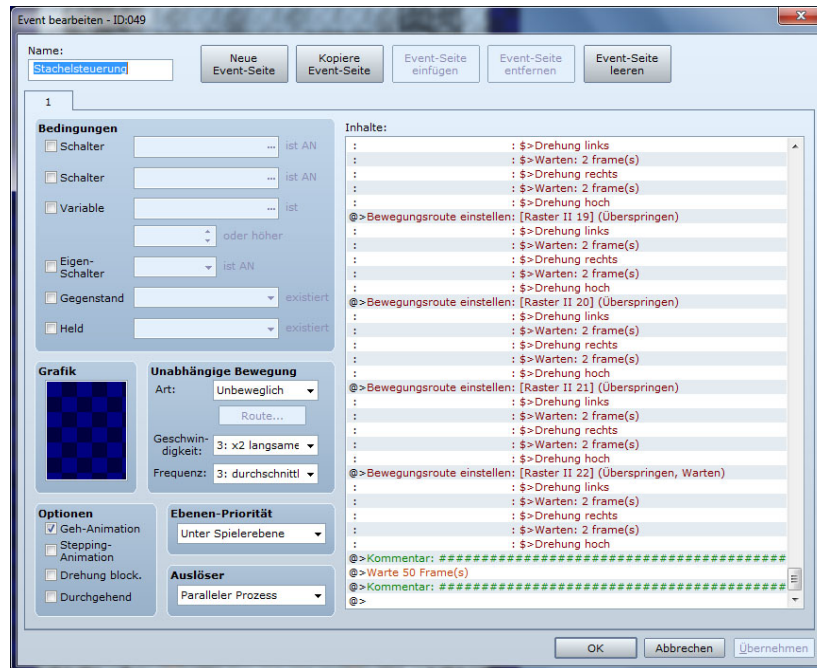 Event bearbeiten - ID:049
Name:
Stachelsteuerung
Neue
Event-Seite
Kopiere
Event-Seite
Event-Seite
einfügen
Event-Seite
entfernen
Event-Seite
leeren
1
Bedingungen
Schalter ... ist AN
Schalter ... ist AN
Variable ... ist
oder höher
Eigen-
Schalter
ist AN
Gegenstand existiert
Held existiert
Grafik
Unabhängige Bewegung
Art: Unbeweglich
Route...
Geschwin-
digkeit:
3: x2 langsame
Frequenz: 3: durchschnittl
Optionen
Geh-Animation
Stepping-
Animation
Drehung block.
Durchgehend
Ebenen-Priorität
Unter Spielerebene
Auslöser
Paralleler Prozess
Inhalte:
: : $>Drehung links
: : $>Warten: 2 frame(s)
: : $>Drehung rechts
: : $>Warten: 2 frame(s)
: : $>Drehung hoch
@>Bewegungsroute einstellen: [Raster II 19] (Überspringen)
: : $>Drehung links
: : $>Warten: 2 frame(s)
: : $>Drehung rechts
: : $>Warten: 2 frame(s)
: : $>Drehung hoch
@>Bewegungsroute einstellen: [Raster II 20] (Überspringen)
: : $>Drehung links
: : $>Warten: 2 frame(s)
: : $>Drehung rechts
: : $>Warten: 2 frame(s)
: : $>Drehung hoch
@>Bewegungsroute einstellen: [Raster II 21] (Überspringen)
: : $>Drehung links
: : $>Warten: 2 frame(s)
: : $>Drehung rechts
: : $>Warten: 2 frame(s)
: : $>Drehung hoch
@>Bewegungsroute einstellen: [Raster II 22] (Überspringen, Warten)
: : $>Drehung links
: : $>Warten: 2 frame(s)
: : $>Drehung rechts
: : $>Warten: 2 frame(s)
: : $>Drehung hoch
@>Kommentar: #########################################
@>Warte 50 Frame(s)
@>Kommentar: #########################################
@>
OK
Abbrechen
Übernehmen